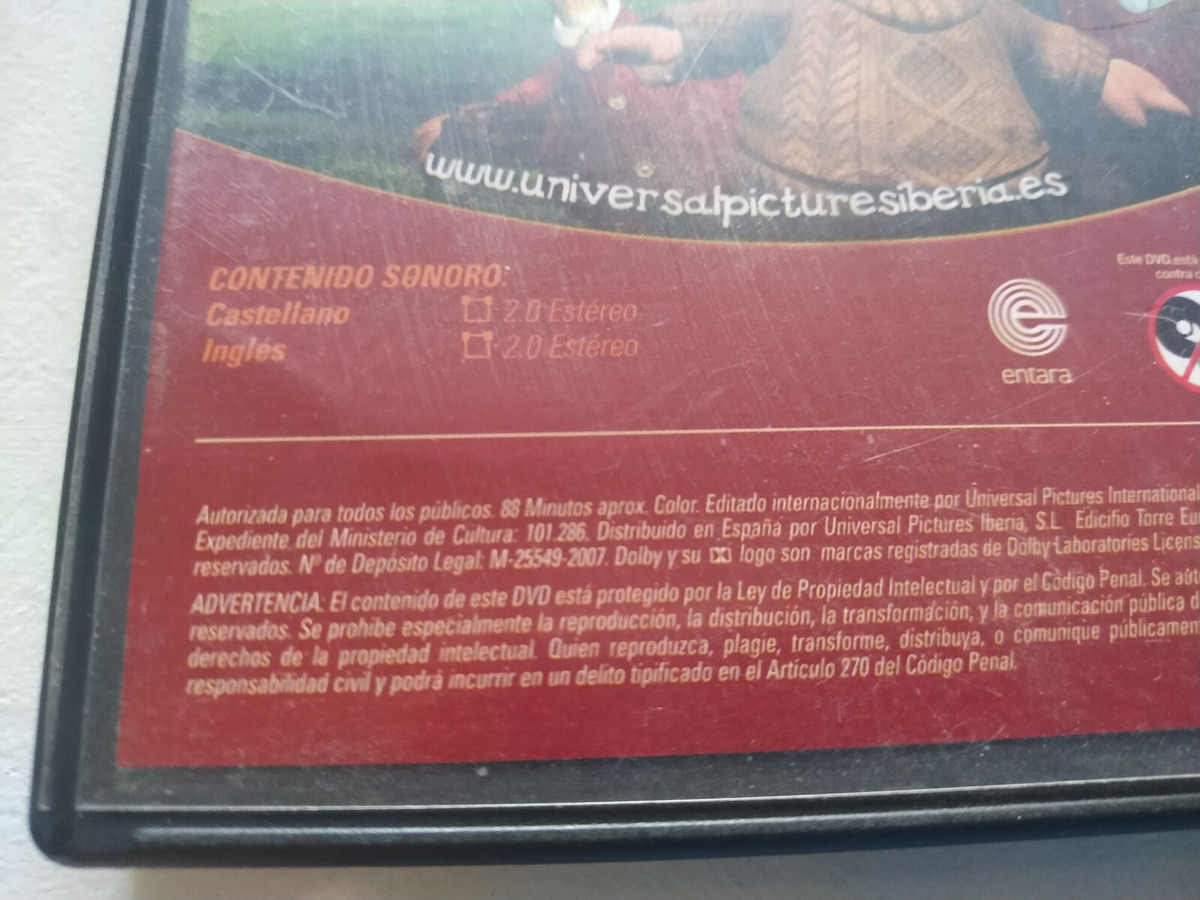 www.universalpicturesiberia.es
CONTENIDO SONORO:
Castellano 2.0 Estéreo
Inglés 2.0 Estéreo
e
entara
Este DVD está
contra
Autorizada para todos los públicos. 88 Minutos aprox. Color. Editado internacionalmente por Universal Pictures International
Expediente del Ministerio de Cultura: 101.286. Distribuido en España por Universal Pictures Iberia, S.L. Edificio Torre
reservados. Nº de Depósito Legal: M-25549-2007. Dolby y su logo son marcas registradas de Dolby Laboratories
ADVERTENCIA: El contenido de este DVD está protegido por la Ley de Propiedad Intelectual y por el Código Penal. Se
reservados. Se prohibe especialmente la reproducción, la distribución, la transformación, y la comunicación pública
derechos de la propiedad intelectual. Quien reproduzca, plagie, transforme, distribuya, o comunique
responsabilidad civil y podrá incurrir en un delito tipificado en el Artículo 270 del Código Penal.